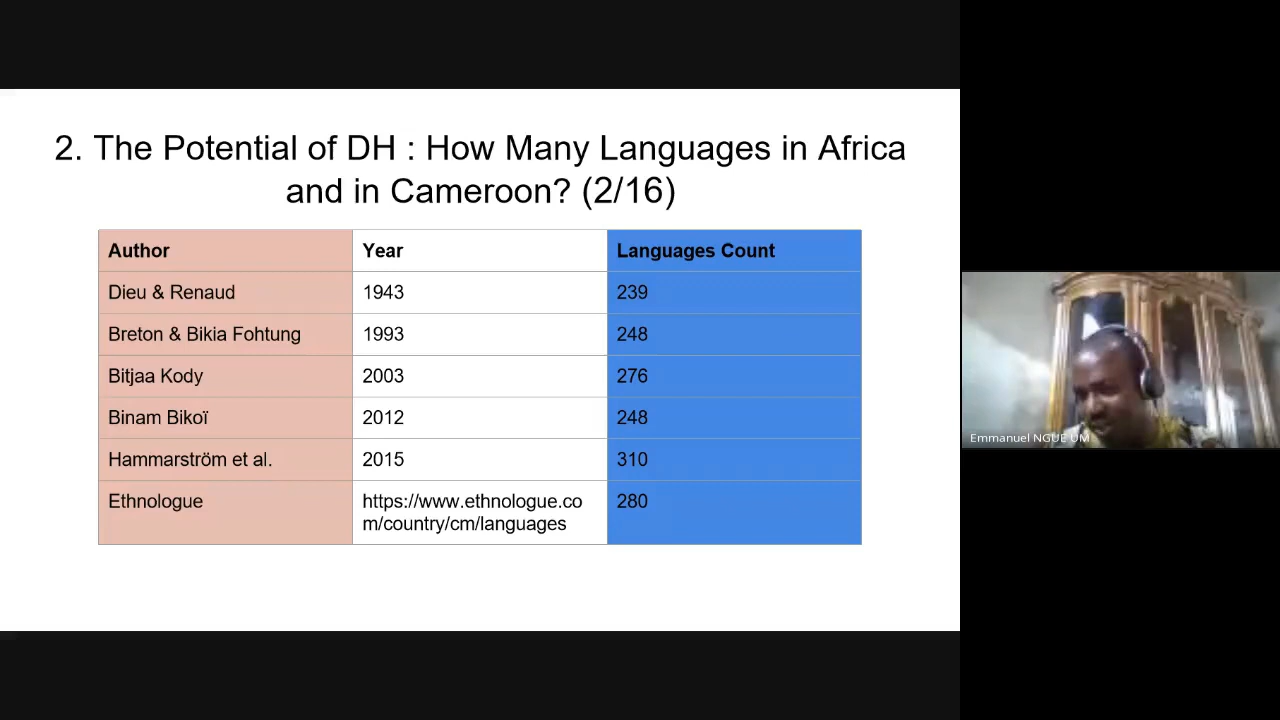 2. The Potential of DH : How Many Languages in Africa
and in Cameroon? (2/16)
Author Year Languages Count
Dieu & Renaud 1943 239
Breton & Bikia Fohtung 1993 248
Bitjaa Kody 2003 276
Binam Bikoï 2012 248
Hammarström et al. 2015 310
Ethnologue https://www.ethnologue.co 280
m/country/cm/languages
Emmanuel NGUE UM